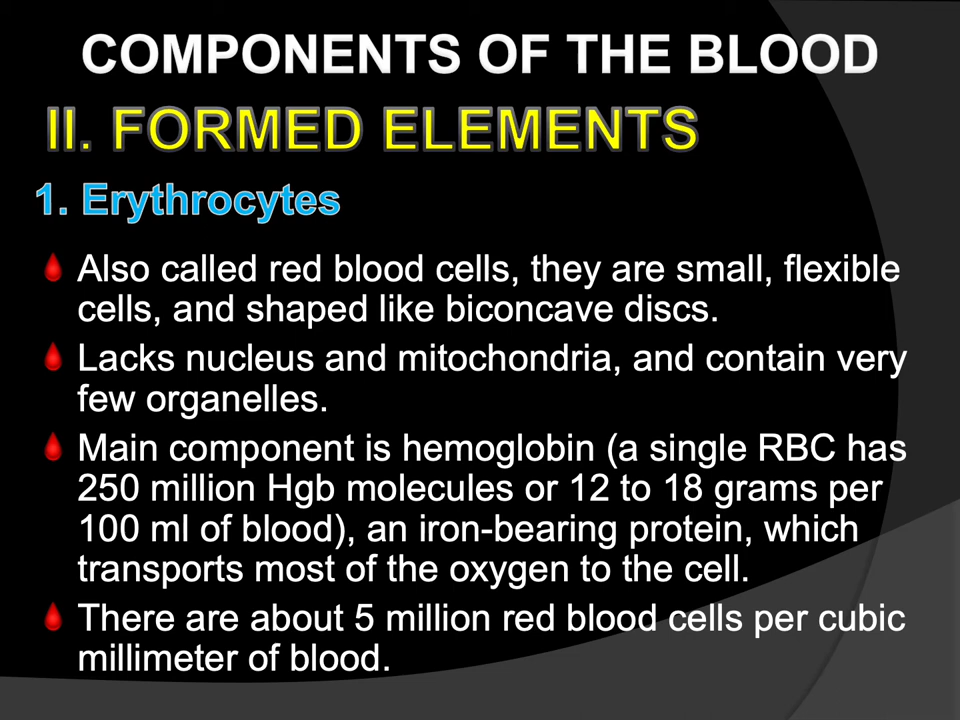 COMPONENTS OF THE BLOOD
II. FORMED ELEMENTS
1. Erythrocytes
Also called red blood cells, they are small, flexible
cells, and shaped like biconcave discs.
Lacks nucleus and mitochondria, and contain very
few organelles.
Main component is hemoglobin (a single RBC has
250 million Hgb molecules or 12 to 18 grams per
100 ml of blood), an iron-bearing protein, which
transports most of the oxygen to the cell.
There are about 5 million red blood cells per cubic
millimeter of blood.